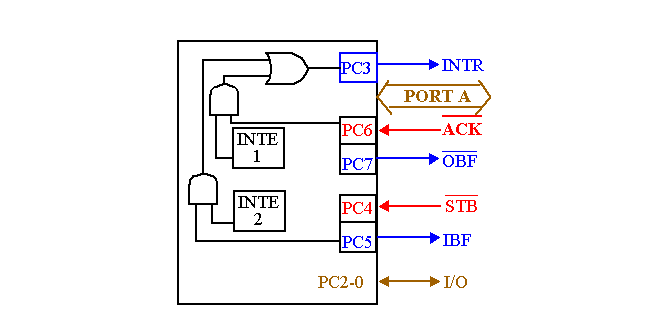 PC3 INTR
PORT A
PC6 ACK
INTE
1
PC7 OBF
INTE
2
PC4 STB
PC5 IBF
PC2-0 I/O